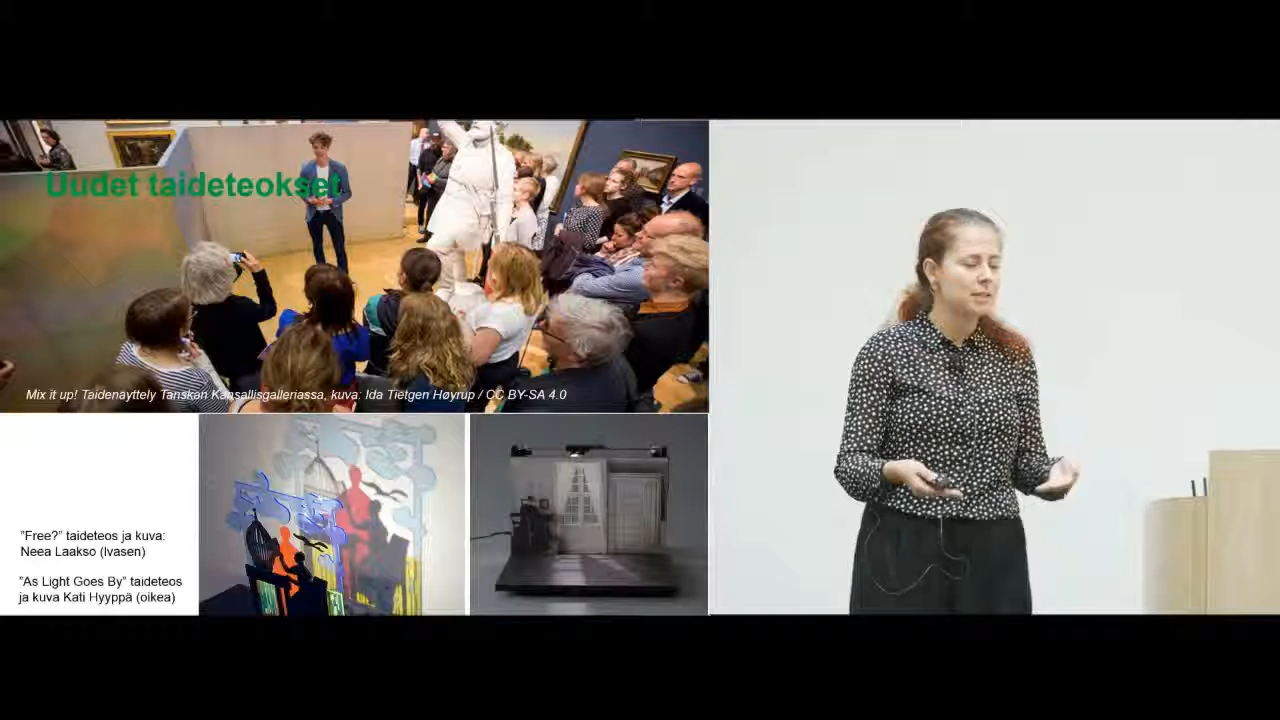 Uudet taideteokset
Mix it up! Taidenäyttely Tanskan Kansallisgalleriassa, kuva: Ida Tietgen Høyrup / CC BY-SA 4.0
"Free?" taideteos ja kuva:
Neea Laakso (lvasen)
"As Light Goes By" taideteos
ja kuva Kati Hyyppä (oikea)